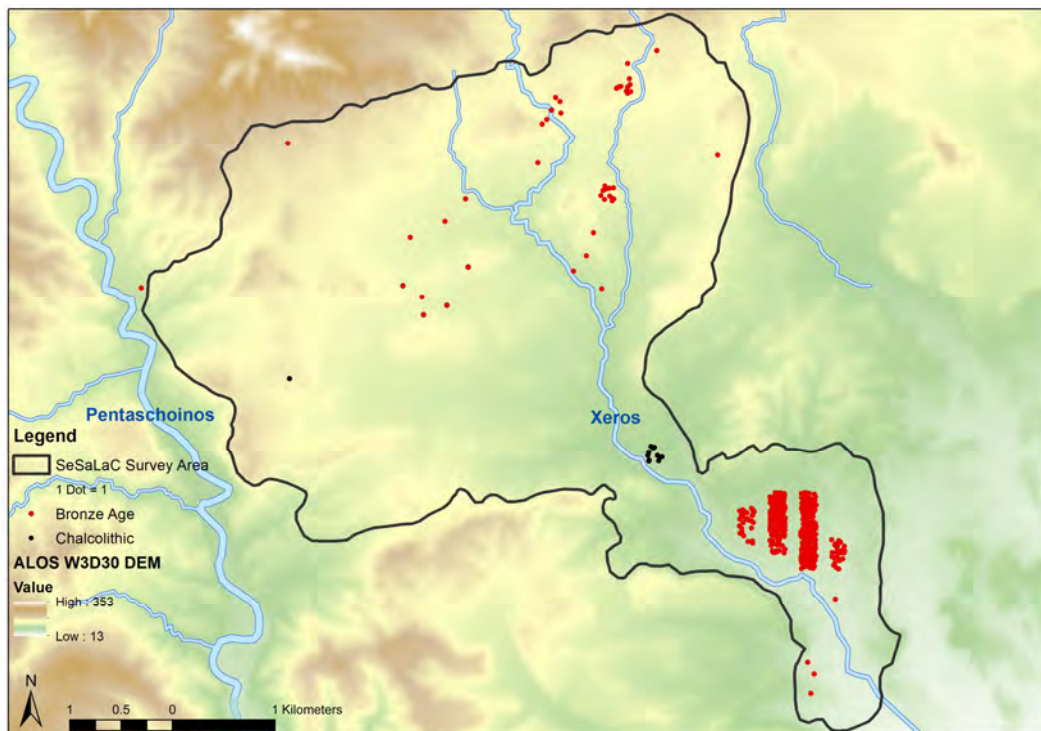 Pentaschoinos
Xeros
Legend
SeSaLaC Survey Area
1 Dot = 1
Bronze Age
Chalcolithic
ALOS W3D30 DEM
Value
High : 353
Low : 13
N
1 0.5 0 1 Kilometers